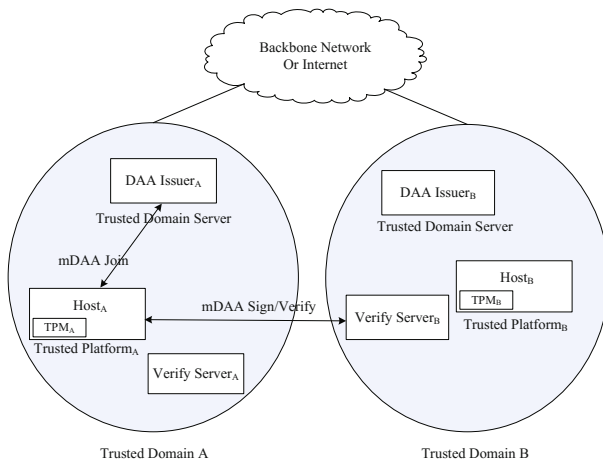 Backbone Network
Or Internet
DAA Issuer_A
Trusted Domain Server
mDAA Join
Host_A
TPM_A
Trusted Platform_A
Verify Server_A
mDAA Sign/Verify
DAA Issuer_B
Trusted Domain Server
Host_B
TPM_B
Trusted Platform_B
Verify Server_B
Trusted Domain A
Trusted Domain B